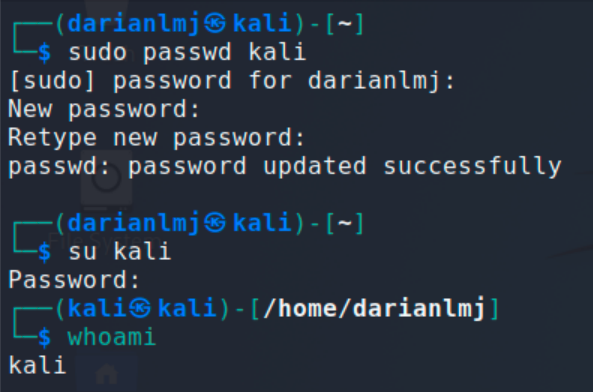 ┌──(darianlmj㉿kali)-[~]
└─$ sudo passwd kali
[sudo] password for darianlmj:
New password:
Retype new password:
passwd: password updated successfully
┌──(darianlmj㉿kali)-[~]
└─$ su kali
Password:
┌──(kali㉿kali)-[/home/darianlmj]
└─$ whoami
kali